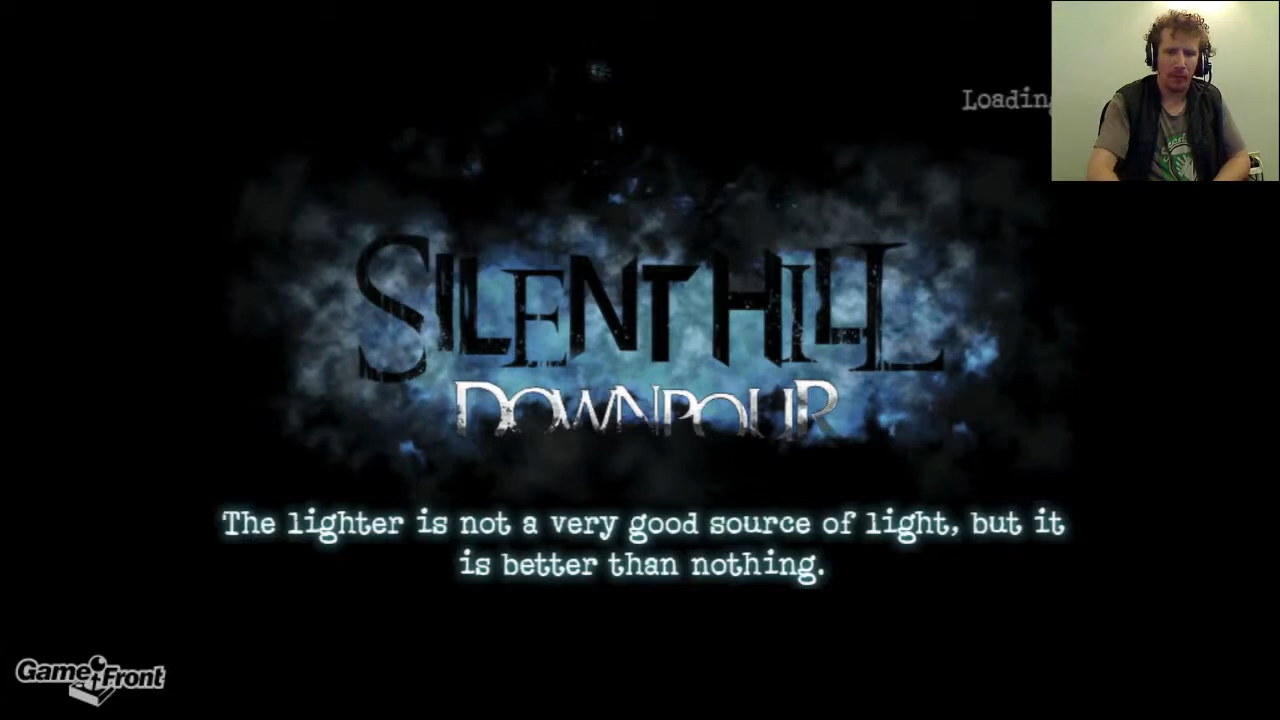 Loading
SILENT HILL
DOWNPOUR
The lighter is not a very good source of light, but it
is better than nothing.
GameFront